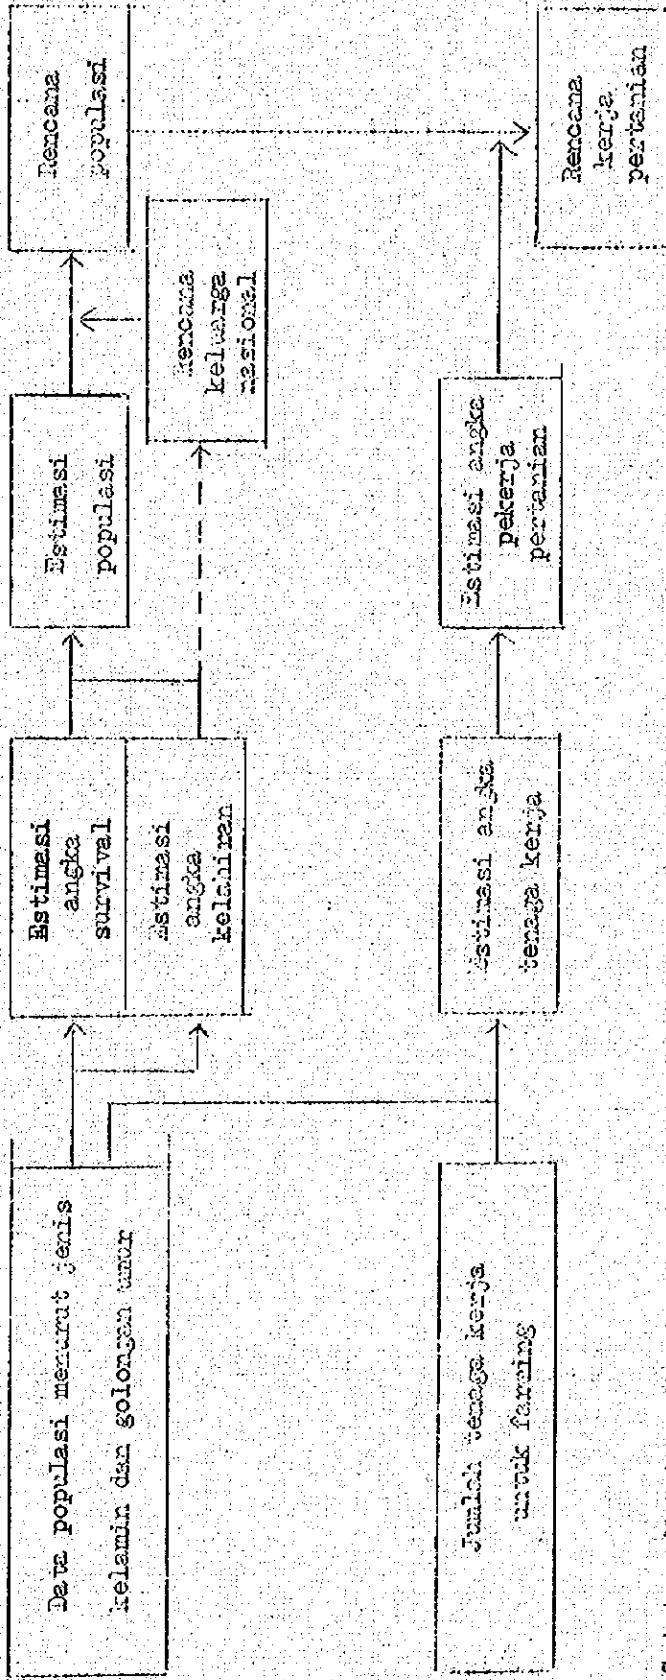 Data populasi menurut jenis
kelamin dan golongan umur
Estimasi
angka
survival
Estimasi
angka
kelahiran
Estimasi
populasi
Rencana
populasi
Rencana
keluarga
nasional
Jumlah tenaga kerja
untuk farming
Estimasi angka
tenaga kerja
Estimasi angka
pekerja
pertanian
Rencana
kerja
pertanian